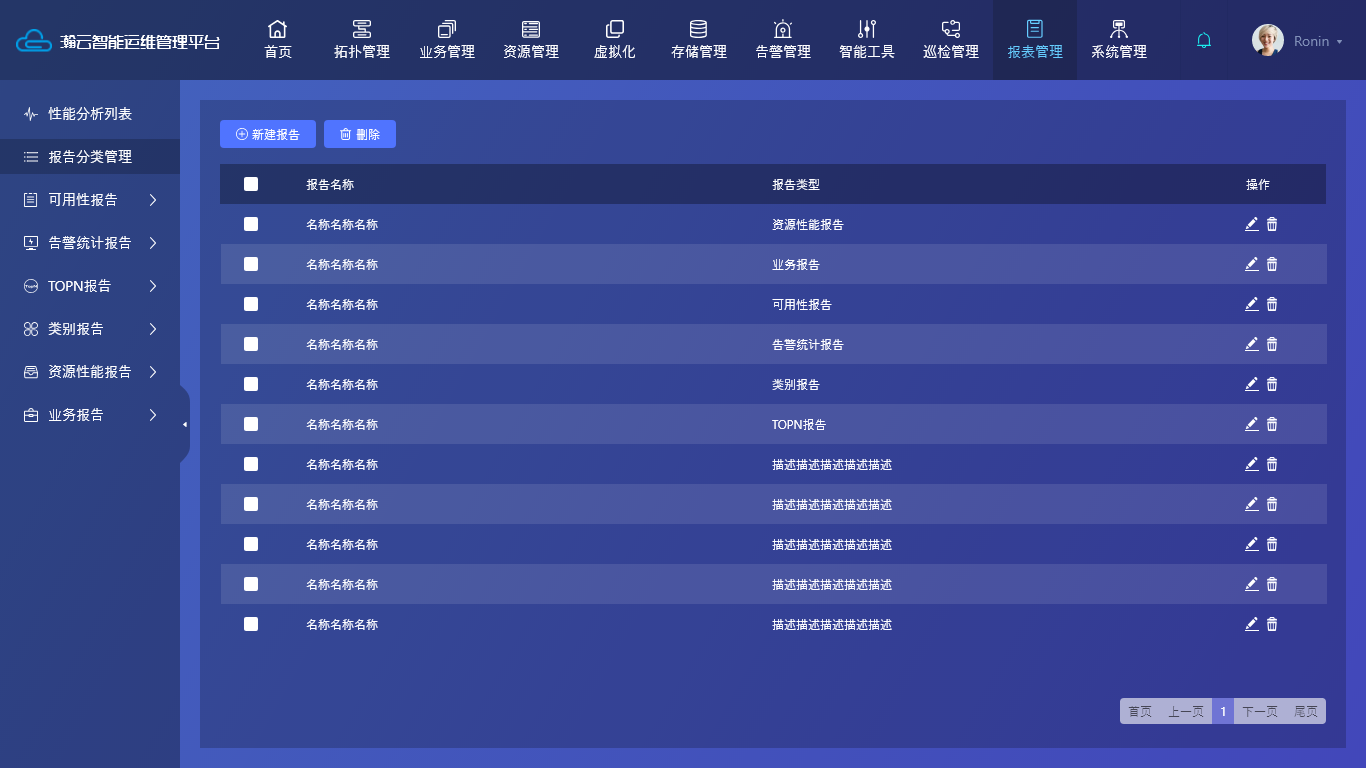 瀚云智能运维管理平台
首页 拓扑管理 业务管理 资源管理 虚拟化 存储管理 告警管理 智能工具 巡检管理 报表管理 系统管理 Ronin
性能分析列表
报告分类管理
可用性报告
告警统计报告
TOPN报告
类别报告
资源性能报告
业务报告
新建报告 删除
报告名称 报告类型 操作
名称名称名称 资源性能报告
名称名称名称 业务报告
名称名称名称 可用性报告
名称名称名称 告警统计报告
名称名称名称 类别报告
名称名称名称 TOPN报告
名称名称名称 描述描述描述描述描述
名称名称名称 描述描述描述描述描述
名称名称名称 描述描述描述描述描述
名称名称名称 描述描述描述描述描述
名称名称名称 描述描述描述描述描述
首页 上一页 1 下一页 尾页